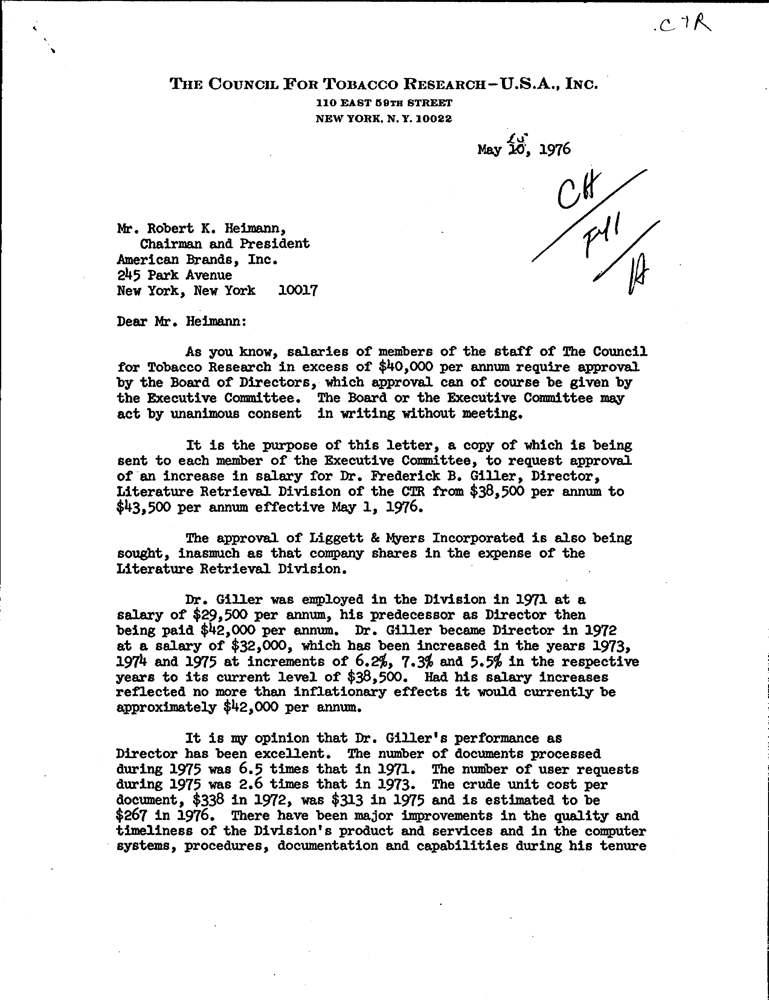 .CTR
THE COUNCIL FOR TOBACCO RESEARCH-U.S.A., INC.
110 EAST 59TH STREET
NEW YORK, N.Y. 10022
May 10, 1976
CH
Mr. Robert K. Heimann,
Chairman and President
American Brands, Inc.
245 Park Avenue
New York, New York 10017
Dear Mr. Heimann:
As you know, salaries of members of the staff of The Council
for Tobacco Research in excess of $40,000 per annum require approval
by the Board of Directors, which approval can of course be given by
the Executive Committee. The Board or the Executive Committee may
act by unanimous consent in writing without meeting.
It is the purpose of this letter, a copy of which is being
sent to each member of the Executive Committee, to request approval
of an increase in salary for Dr. Frederick B. Giller, Director,
Literature Retrieval Division of the CTR from $38,500 per annum to
$43,500 per annum effective May 1, 1976.
The approval of Liggett & Myers Incorporated is also being
sought, inasmuch as that company shares in the expense of the
Literature Retrieval Division.
Dr. Giller was employed in the Division in 1971 at a
salary of $29,500 per annum, his predecessor as Director then
being paid $42,000 per annum. Dr. Giller became Director in 1972
at a salary of $32,000, which has been increased in the years 1973,
1974 and 1975 at increments of 6.2%, 7.3% and 5.5% in the respective
years to its current level of $38,500. Had his salary increases
reflected no more than inflationary effects it would currently be
approximately $42,000 per annum.
It is my opinion that Dr. Giller's performance as
Director has been excellent. The number of documents processed
during 1975 was 6.5 times that in 1971. The number of user requests
during 1975 was 2.6 times that in 1973. The crude unit cost per
document, $338 in 1972, was $313 in 1975 and is estimated to be
$267 in 1976. There have been major improvements in the quality and
timeliness of the Division's product and services and in the computer
systems, procedures, documentation and capabilities during his tenure